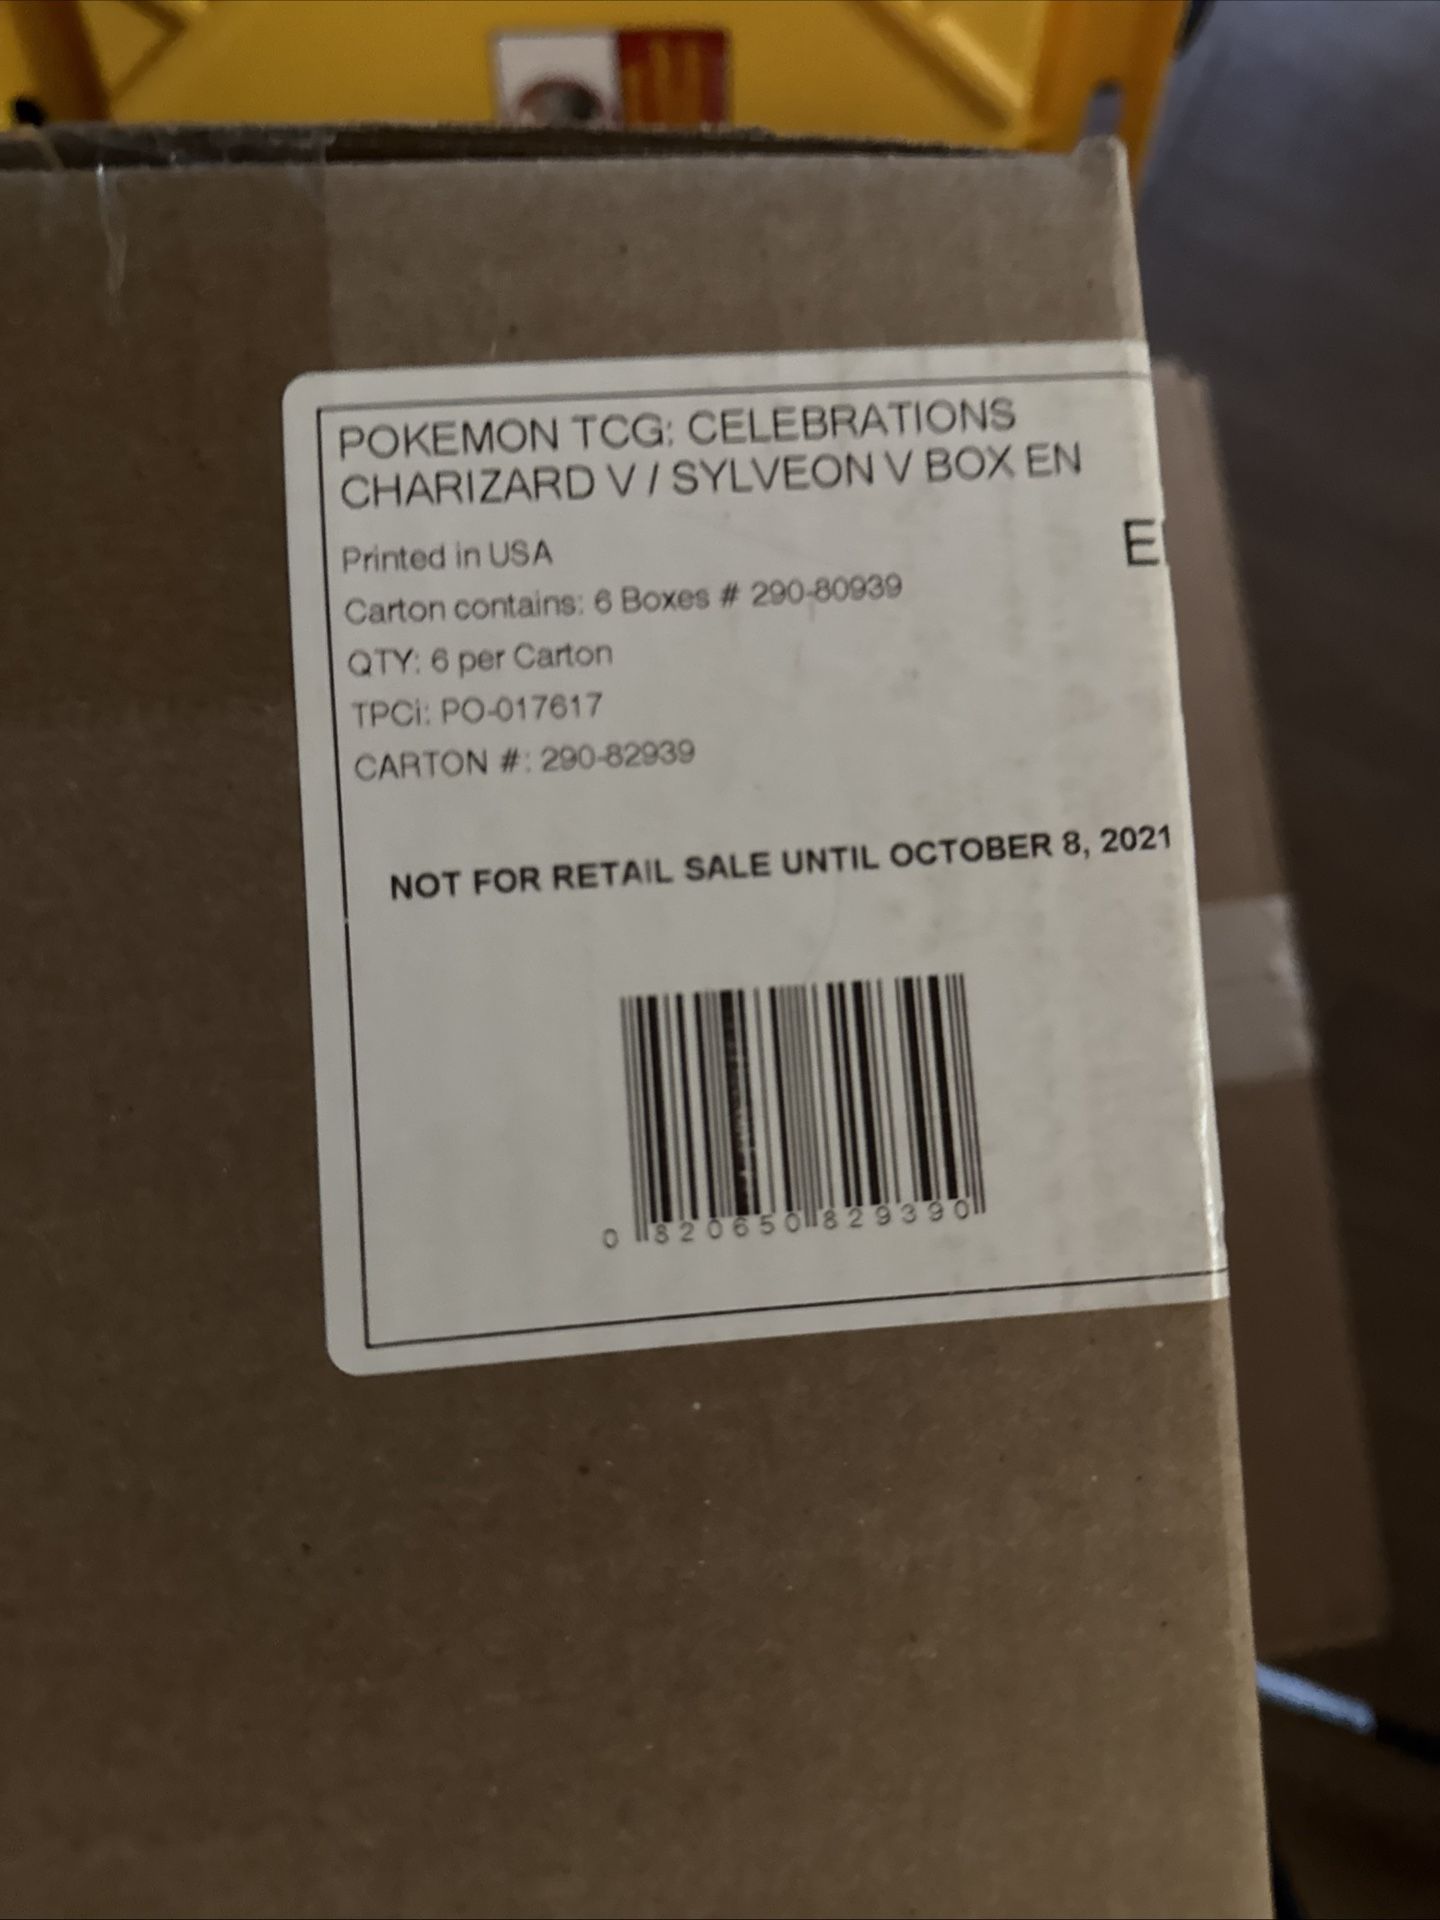 POKEMON TCG: CELEBRATIONS
CHARIZARD V / SYLVEON V BOX EN
E
Printed in USA
Carton contains: 6 Boxes # 290-80939
QTY: 6 per Carton
TPCi: PO-017617
CARTON #: 290-82939
NOT FOR RETAIL SALE UNTIL OCTOBER 8, 2021
0 820650 829390